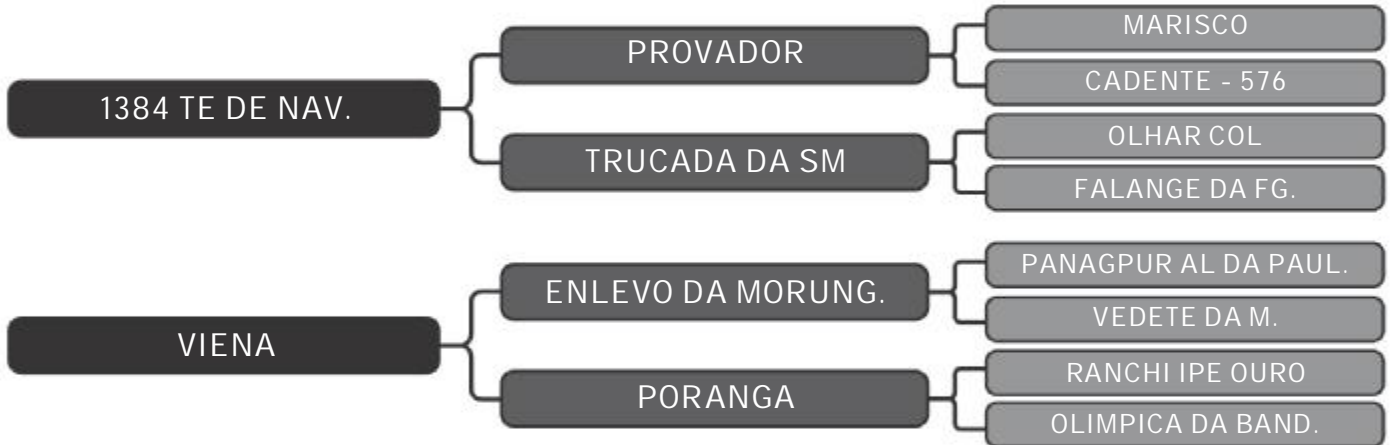 1384 TE DE NAV.
PROVADOR
MARISCO
CADENTE - 576
TRUCADA DA SM
OLHAR COL
FALANGE DA FG.
VIENA
ENLEVO DA MORUNG.
PANAGPUR AL DA PAUL.
VEDETE DA M.
PORANGA
RANCHI IPE OURO
OLIMPICA DA BAND.